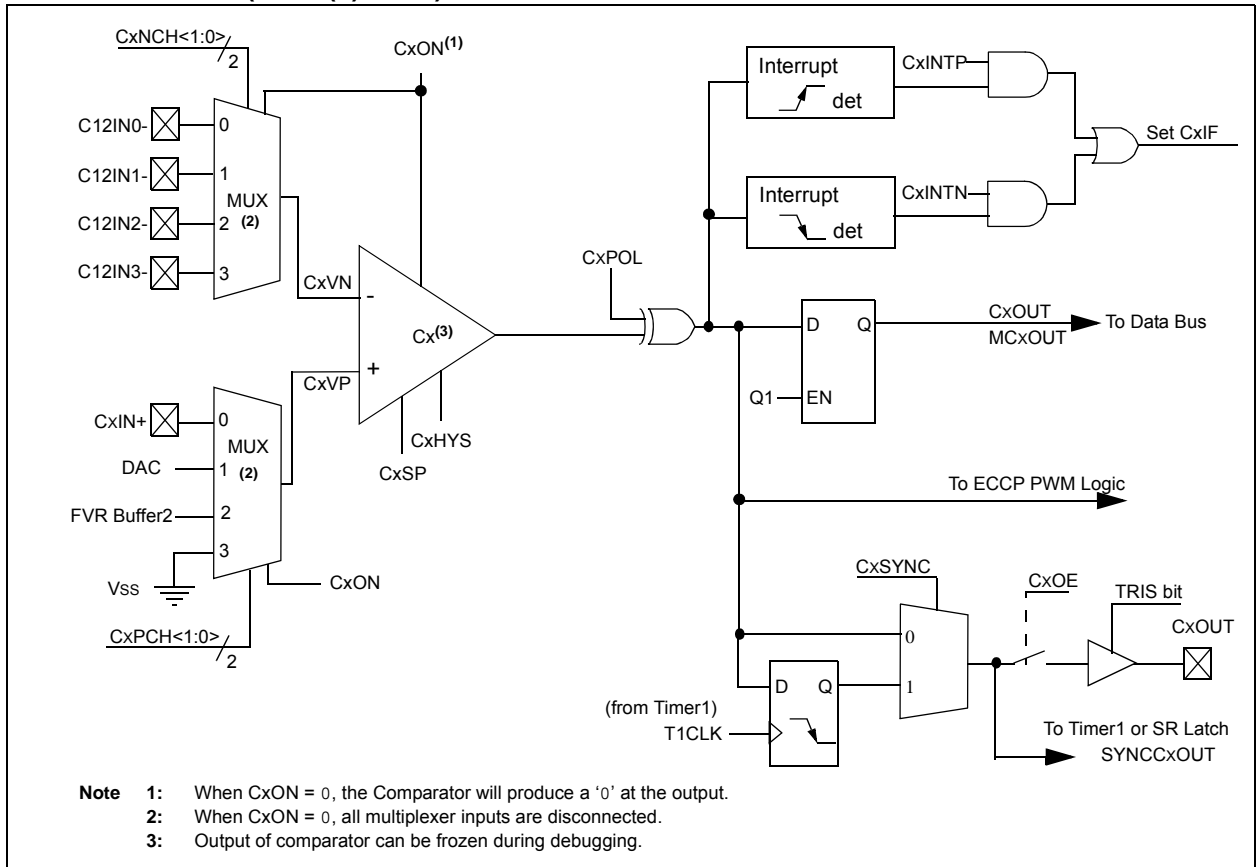 CxNCH<1:0>
2
CxON(1)
C12IN0-
0
C12IN1-
1
MUX
(2)
C12IN2-
2
C12IN3-
3
CxVN
-
Cx(3)
CxVP
+
CxIN+
0
MUX
(2)
DAC
1
FVR Buffer2
2
3
Vss
CxON
CxPCH<1:0>
2
CxHYS
CxSP
CxPOL
Interrupt
det
CxINTP
Interrupt
det
CxINTN
Set CxIF
D
Q
Q1
EN
CxOUT
MCxOUT
To Data Bus
To ECCP PWM Logic
CxSYNC
0
1
D
Q
(from Timer1)
T1CLK
CxOE
TRIS bit
CxOUT
To Timer1 or SR Latch
SYNCCxOUT
Note 1: When CxON = 0, the Comparator will produce a ‘0’ at the output.
2: When CxON = 0, all multiplexer inputs are disconnected.
3: Output of comparator can be frozen during debugging.